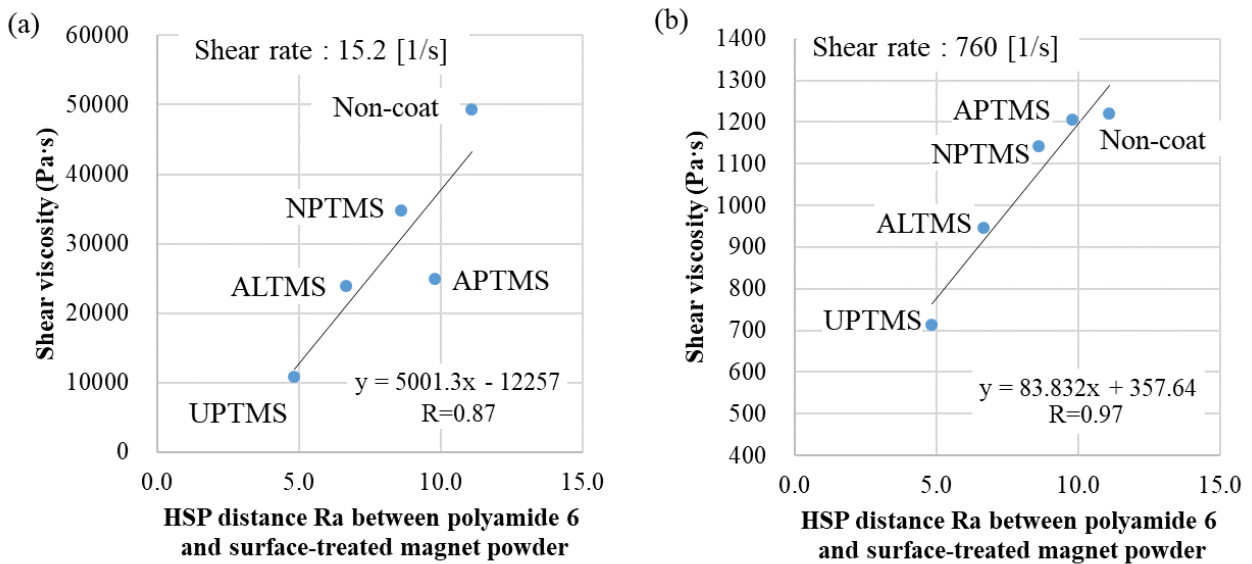 (a)
Shear rate : 15.2 [1/s]
60000
50000
40000
30000
20000
10000
0
Shear viscosity (Pa·s)
Non-coat
NPTMS
ALTMS
APTMS
UPTMS
y = 5001.3x - 12257
R=0.87
0.0 5.0 10.0 15.0
HSP distance Ra between polyamide 6
and surface-treated magnet powder
(b)
Shear rate : 760 [1/s]
1400
1300
1200
1100
1000
900
800
700
600
500
400
Shear viscosity (Pa·s)
APTMS
Non-coat
NPTMS
ALTMS
UPTMS
y = 83.832x + 357.64
R=0.97
0.0 5.0 10.0 15.0
HSP distance Ra between polyamide 6
and surface-treated magnet powder